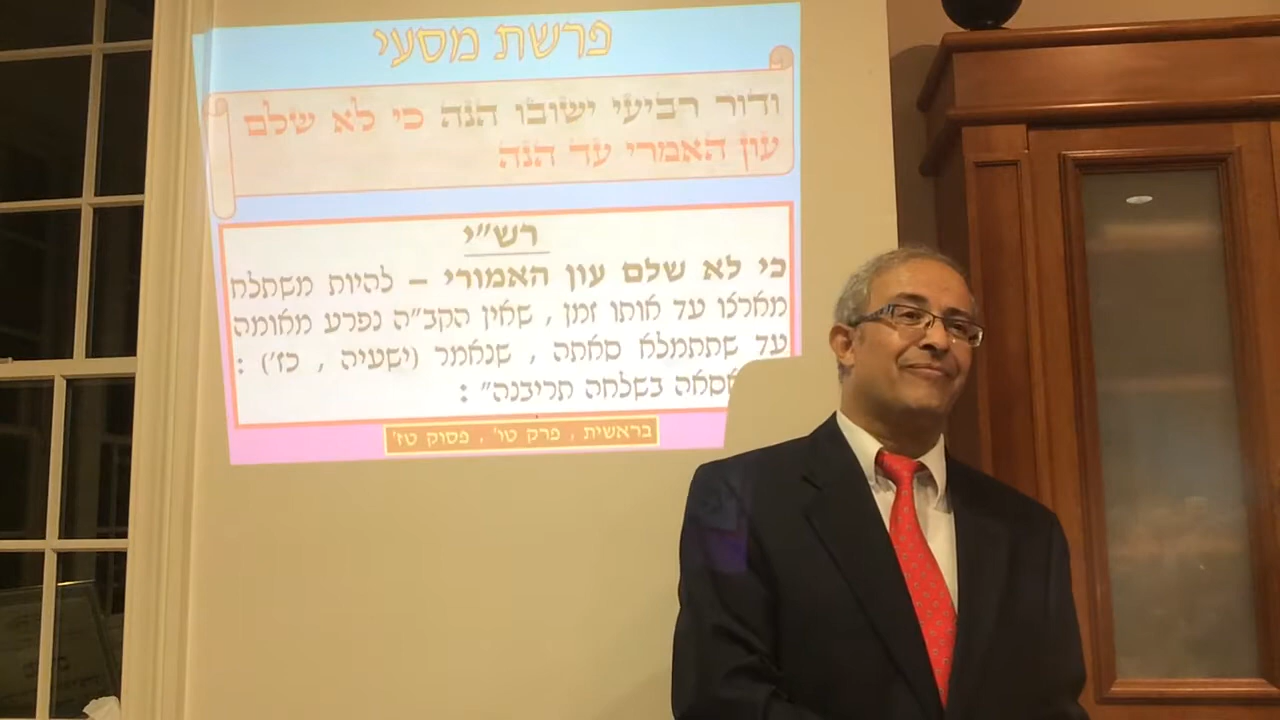 פרשת מסעי
ודור רביעי ישובו הנה כי לא שלם
עון האמרי עד הנה
רש"י
כי לא שלם עון האמורי – להיות משתלח
מארצו עד אותו זמן , שאין הקב"ה נפרע מאומה
עד שתתמלא סאתה , שנאמר (ישעיה , כז') :
בשלחה תריבנה" :
בראשית , פרק טו' , פסוק טז'